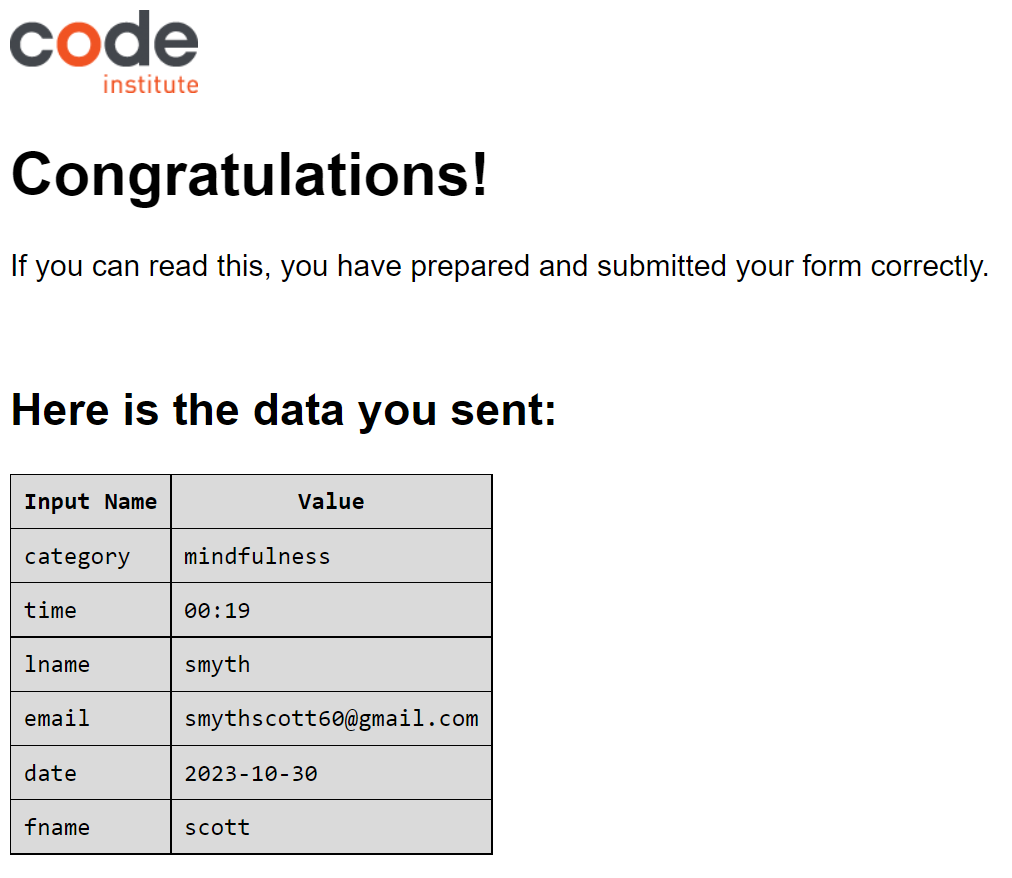 code
institute
Congratulations!
If you can read this, you have prepared and submitted your form correctly.
Here is the data you sent:
Input Name Value
category mindfulness
time 00:19
lname smyth
email smythscott60@gmail.com
date 2023-10-30
fname scott